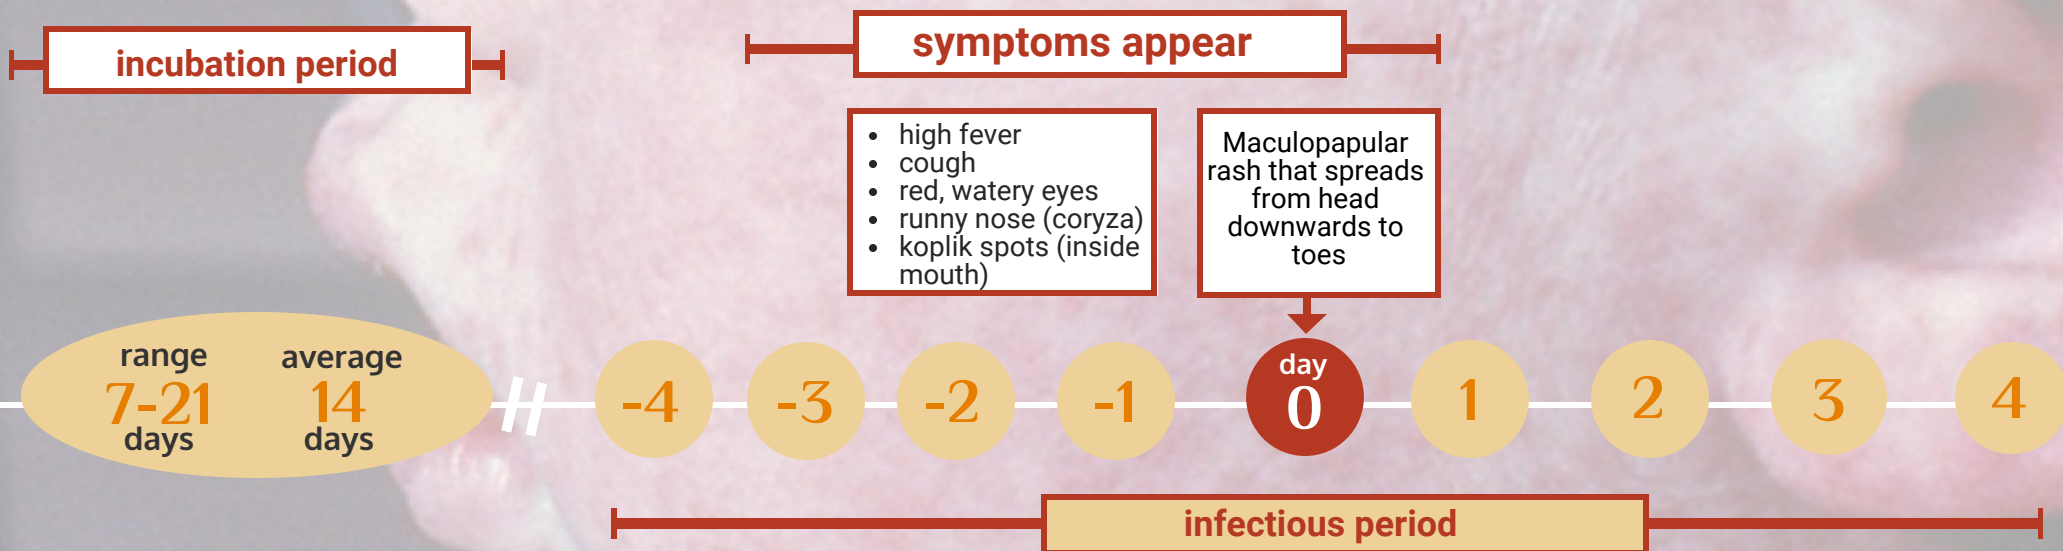 incubation period
symptoms appear
• high fever
• cough
• red, watery eyes
• runny nose (coryza)
• koplik spots (inside
mouth)
Maculopapular
rash that spreads
from head
downwards to
toes
range
7-21
days
average
14
days
-4
-3
-2
-1
day
0
1
2
3
4
infectious period